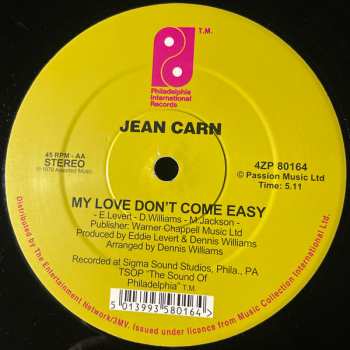 T.M.
Philadelphia
International
Records
JEAN CARN
45 RPM - AA
STEREO
℗ 1979 Assorted Music
4ZP 80164
© Passion Music Ltd
Time: 5.11
MY LOVE DON'T COME EASY
- E.Levert - D.Williams - M.Jackson -
Publisher: Warner-Chappell Music Ltd
Produced by Eddie Levert & Dennis Williams
Arranged by Dennis Williams
Recorded at Sigma Sound Studios, Phila., PA
TSOP "The Sound Of
Philadelphia" T.M.
5 013993 580164 >
Distributed by The Entertainment Network/3MV. Issued under licence from Music Collection International.